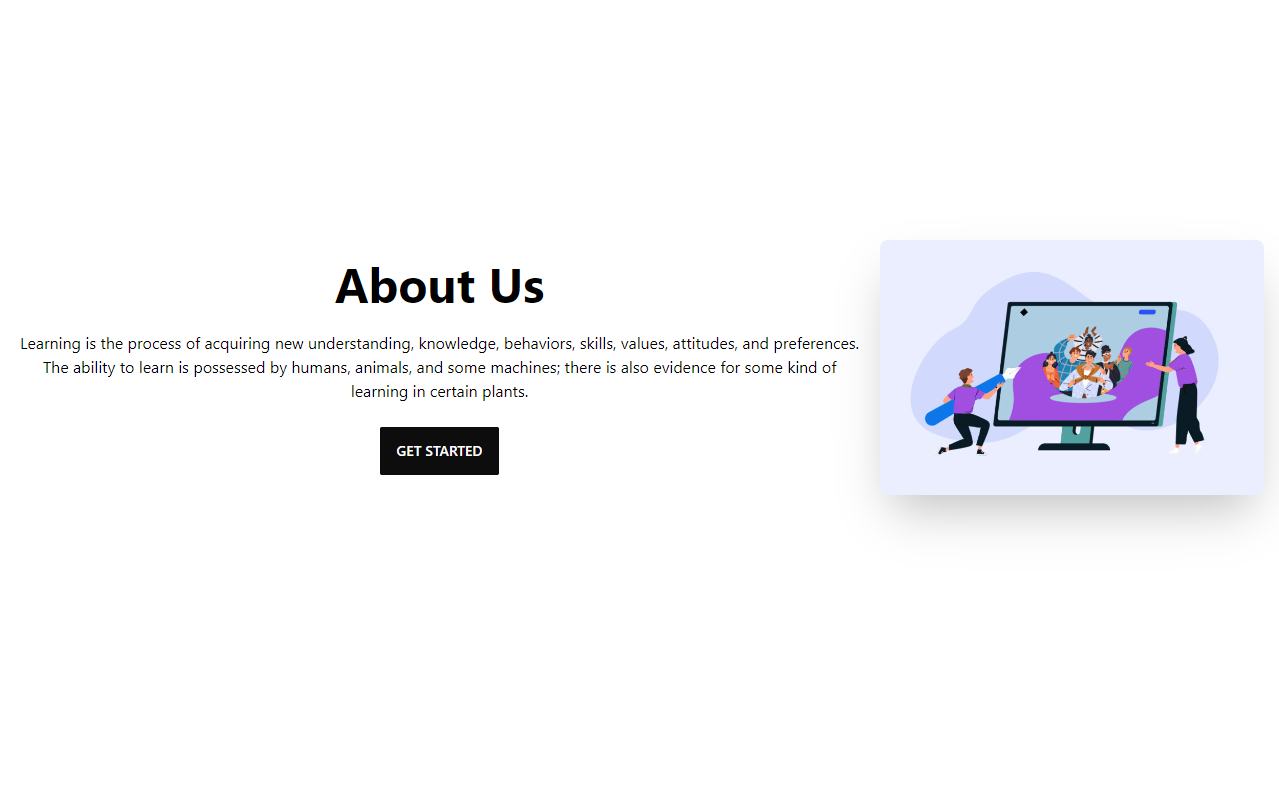 About Us
Learning is the process of acquiring new understanding, knowledge, behaviors, skills, values, attitudes, and preferences.
The ability to learn is possessed by humans, animals, and some machines; there is also evidence for some kind of
learning in certain plants.
GET STARTED